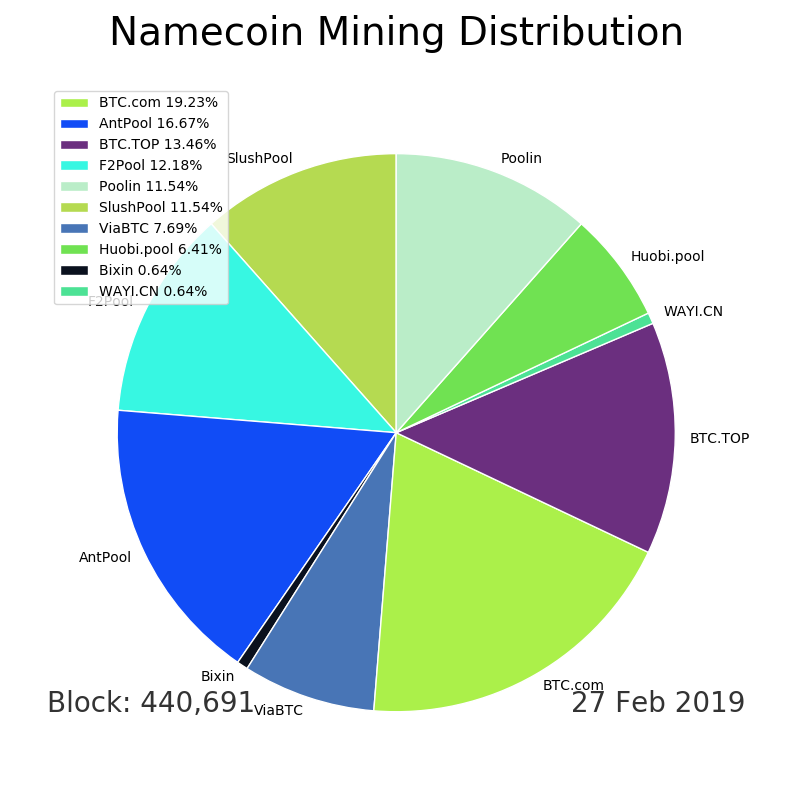 Namecoin Mining Distribution
BTC.com 19.23%
AntPool 16.67%
BTC.TOP 13.46%
F2Pool 12.18%
Poolin 11.54%
SlushPool 11.54%
ViaBTC 7.69%
Huobi.pool 6.41%
Bixin 0.64%
WAYI.CN 0.64%
SlushPool
Poolin
Huobi.pool
F2Pool
WAYI.CN
BTC.TOP
AntPool
Bixin
BTC.com
ViaBTC
Block: 440,691
27 Feb 2019